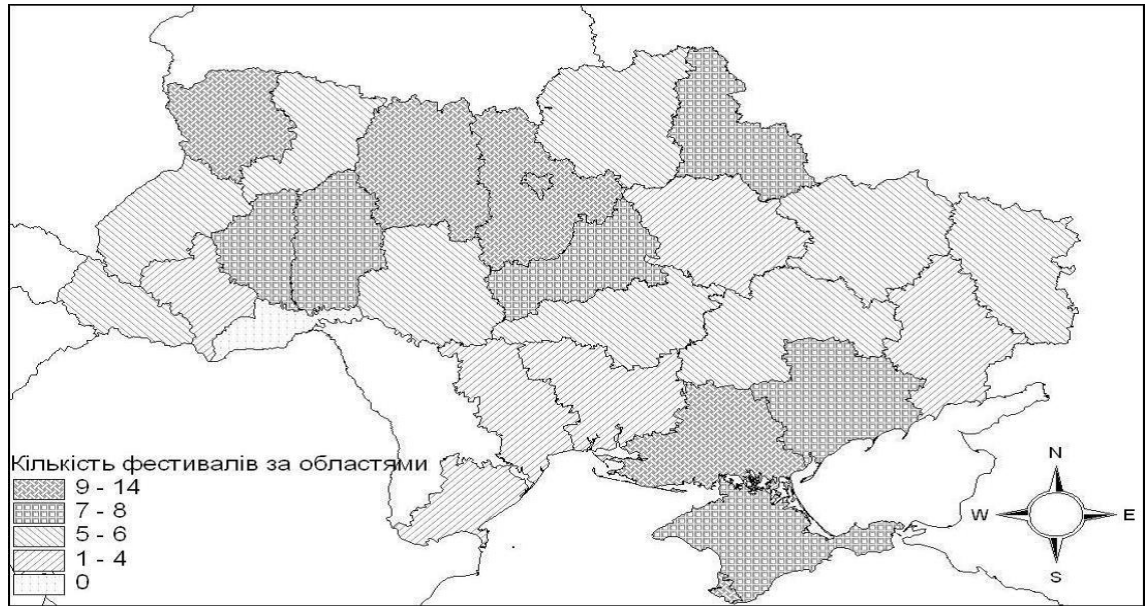 Кількість фестивалів за областями
9 - 14
7 - 8
5 - 6
1 - 4
0
N
W E
S